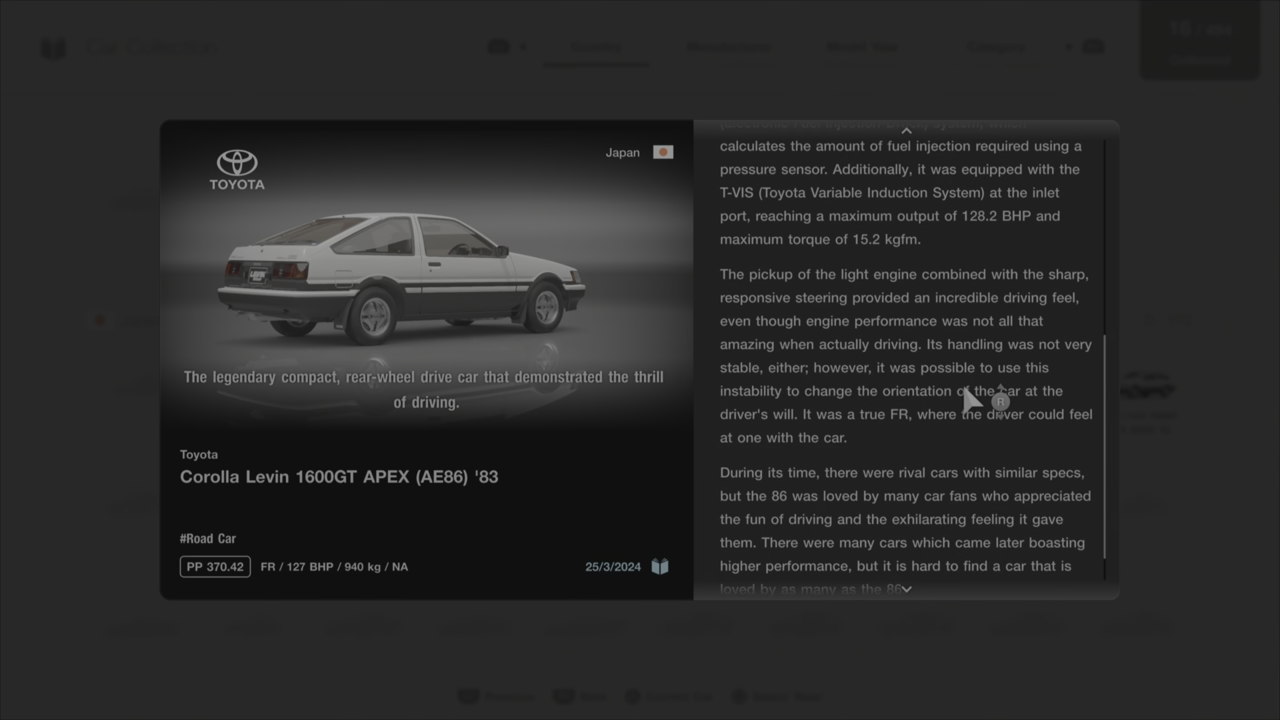 Car Collection
Country
Manufacturer
Category
Japan
TOYOTA
The legendary compact, rear-wheel drive car that demonstrated the thrill
of driving.
Toyota
Corolla Levin 1600GT APEX (AE86) '83
#Road Car
PP 370.42
FR / 127 BHP / 940 kg / NA
25/3/2024
calculates the amount of fuel injection required using a
pressure sensor. Additionally, it was equipped with the
T-VIS (Toyota Variable Induction System) at the inlet
port, reaching a maximum output of 128.2 BHP and
maximum torque of 15.2 kgfm.
The pickup of the light engine combined with the sharp,
responsive steering provided an incredible driving feel,
even though engine performance was not all that
amazing when actually driving. Its handling was not very
stable, either; however, it was possible to use this
instability to change the orientation of the car at the
driver's will. It was a true FR, where the driver could feel
at one with the car.
During its time, there were rival cars with similar specs,
but the 86 was loved by many car fans who appreciated
the fun of driving and the exhilarating feeling it gave
them. There were many cars which came later boasting
higher performance, but it is hard to find a car that is
loved by as many as the 86
R